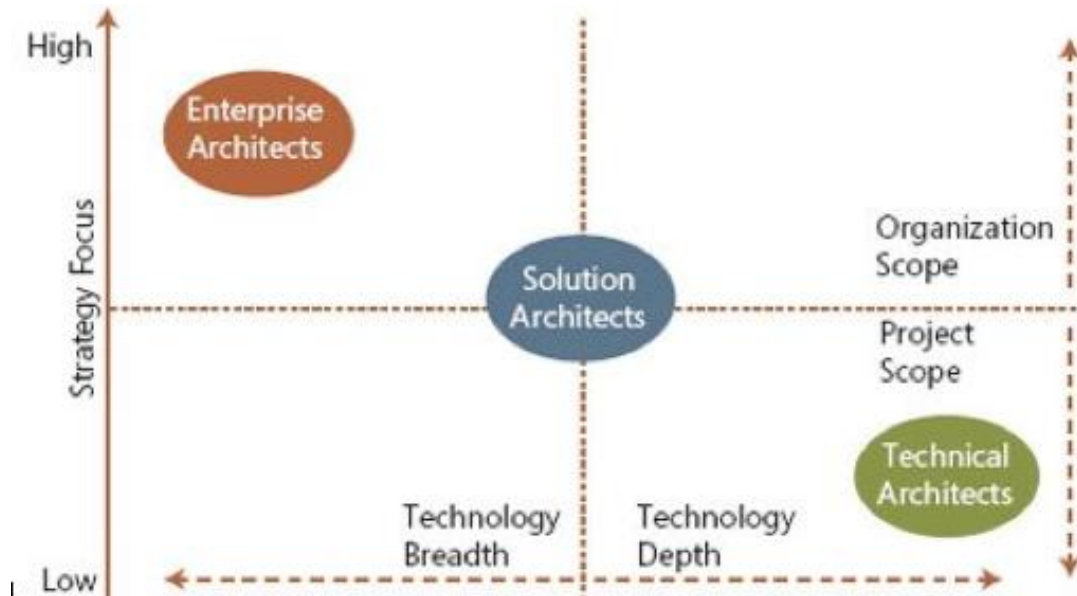 High
Enterprise
Architects
Strategy Focus
Solution
Architects
Organization
Scope
Project
Scope
Technical
Architects
Technology
Breadth
Technology
Depth
Low